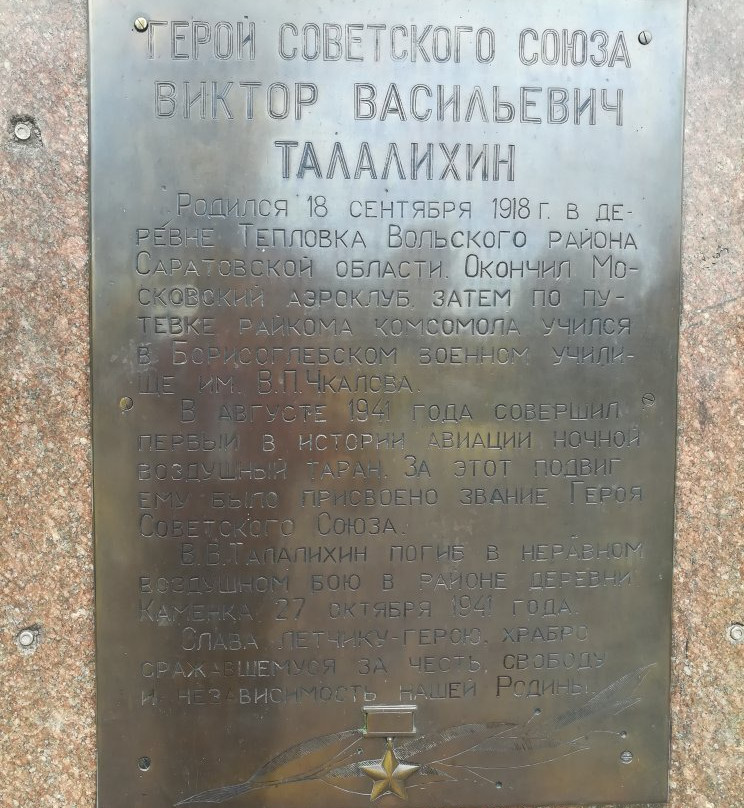 ГЕРОЙ СОВЕТСКОГО СОЮЗА
ВИКТОР ВАСИЛЬЕВИЧ
ТАЛАЛИХИН
Родился 18 сентября 1918 г. в де-
ревне Тепловка Вольского района
Саратовской области. Окончил Мо-
сковский аэроклуб, затем по пу-
тевке райкома комсомола учился
в Борисоглебском военном учили-
ще им. В.П.Чкалова.
В августе 1941 года совершил
первый в истории авиации ночной
воздушный таран. За этот подвиг
ему было присвоено звание Героя
Советского Союза.
В.В.Талалихин погиб в неравном
воздушном бою в районе деревни
Каменка 27 октября 1941 года.
Слава летчику-герою, храбро
сражавшемуся за честь, свободу
и независимость нашей Родины.